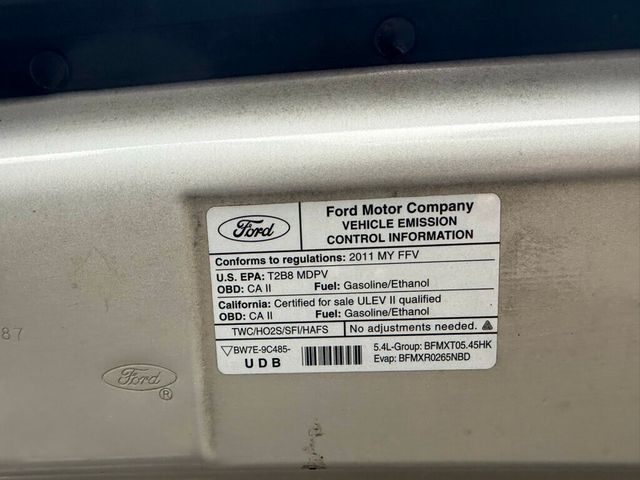 Ford
Ford Motor Company
VEHICLE EMISSION
CONTROL INFORMATION
Conforms to regulations: 2011 MY FFV
U.S. EPA: T2B8 MDPV
OBD: CA II Fuel: Gasoline/Ethanol
California: Certified for sale ULEV II qualified
OBD: CA II Fuel: Gasoline/Ethanol
TWC/HO2S/SFI/HAFS No adjustments needed.
BW7E-9C485-
UDB
5.4L-Group: BFMXT05.45HK
Evap: BFMXR0265NBD
87
Ford
®